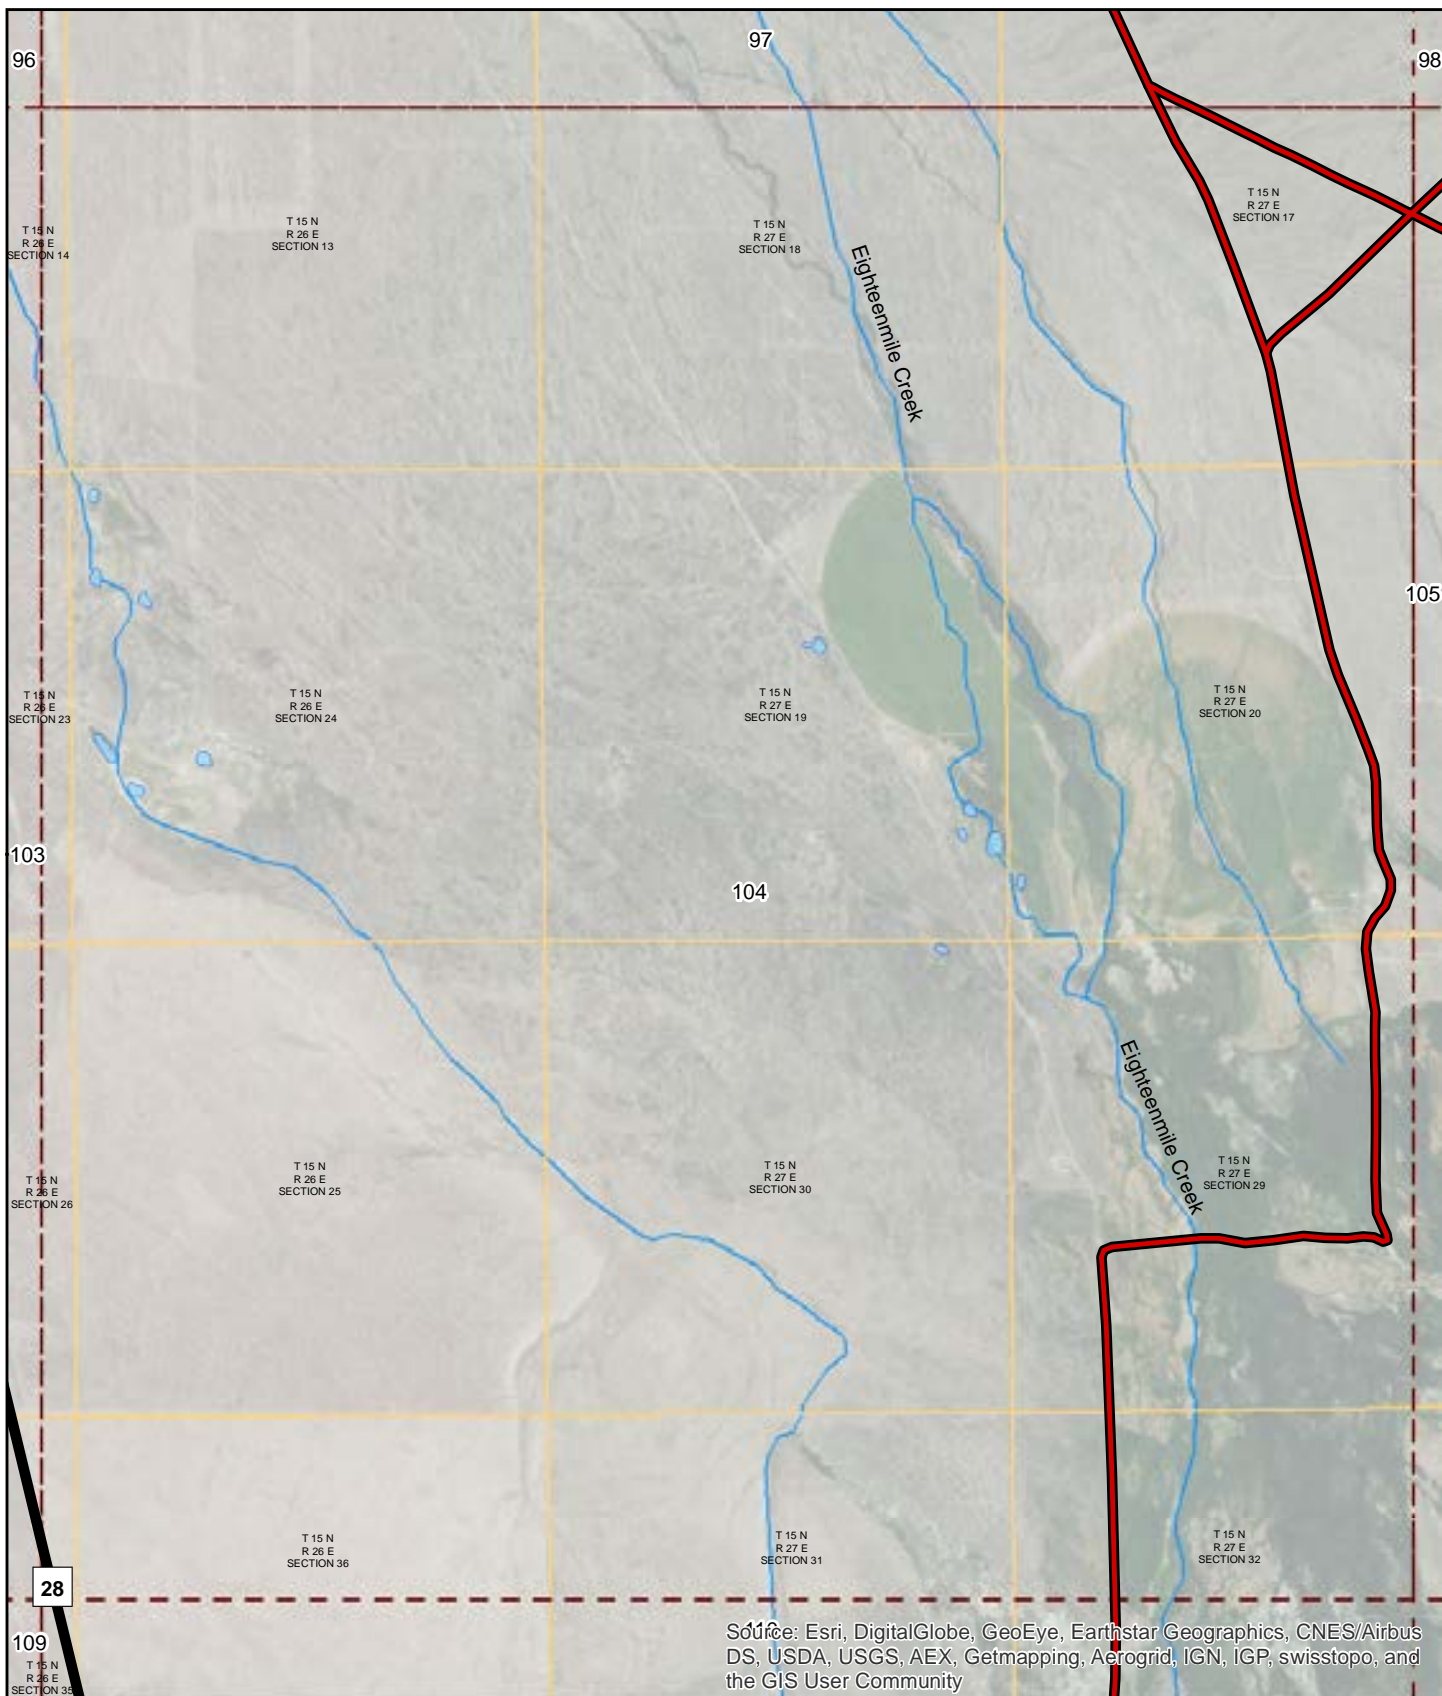 96
97
98
T 15 N
R 27 E
SECTION 17
T 15 N
R 26 E
SECTION 13
T 15 N
R 27 E
SECTION 18
T 15 N
R 26 E
SECTION 14
Eighteenmile Creek
105
T 15 N
R 26 E
SECTION 23
T 15 N
R 26 E
SECTION 24
T 15 N
R 27 E
SECTION 19
T 15 N
R 27 E
SECTION 20
103
104
Eighteenmile Creek
T 15 N
R 26 E
SECTION 26
T 15 N
R 26 E
SECTION 25
T 15 N
R 27 E
SECTION 30
T 15 N
R 27 E
SECTION 29
T 15 N
R 26 E
SECTION 36
T 15 N
R 27 E
SECTION 31
T 15 N
R 27 E
SECTION 32
28
109
T 15 N
R 26 E
SECTION 35
Source: Esri, DigitalGlobe, GeoEye, Earthstar Geographics, CNES/Airbus
DS, USDA, USGS, AEX, Getmapping, Aerogrid, IGN, IGP, swisstopo, and
the GIS User Community